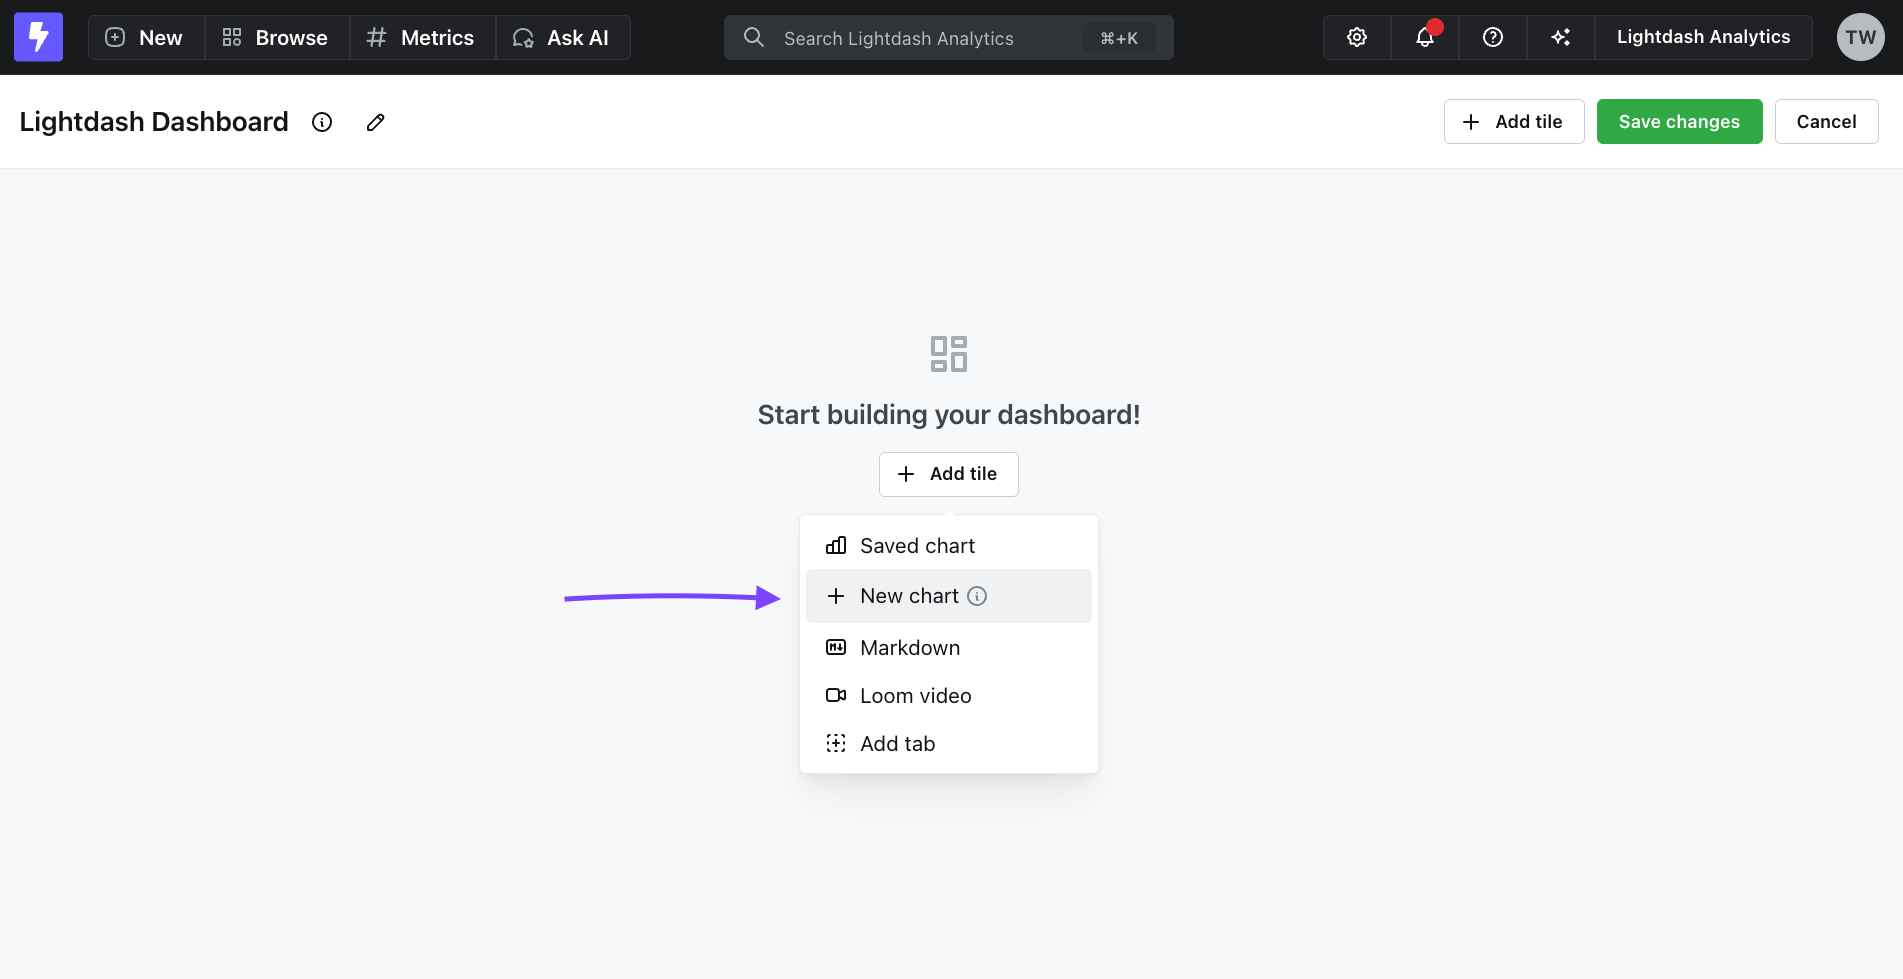 New
Browse
Metrics
Ask AI
Search Lightdash Analytics
⌘+K
Lightdash Analytics
TW
Lightdash Dashboard
Add tile
Save changes
Cancel
Start building your dashboard!
Add tile
Saved chart
New chart
Markdown
Loom video
Add tab